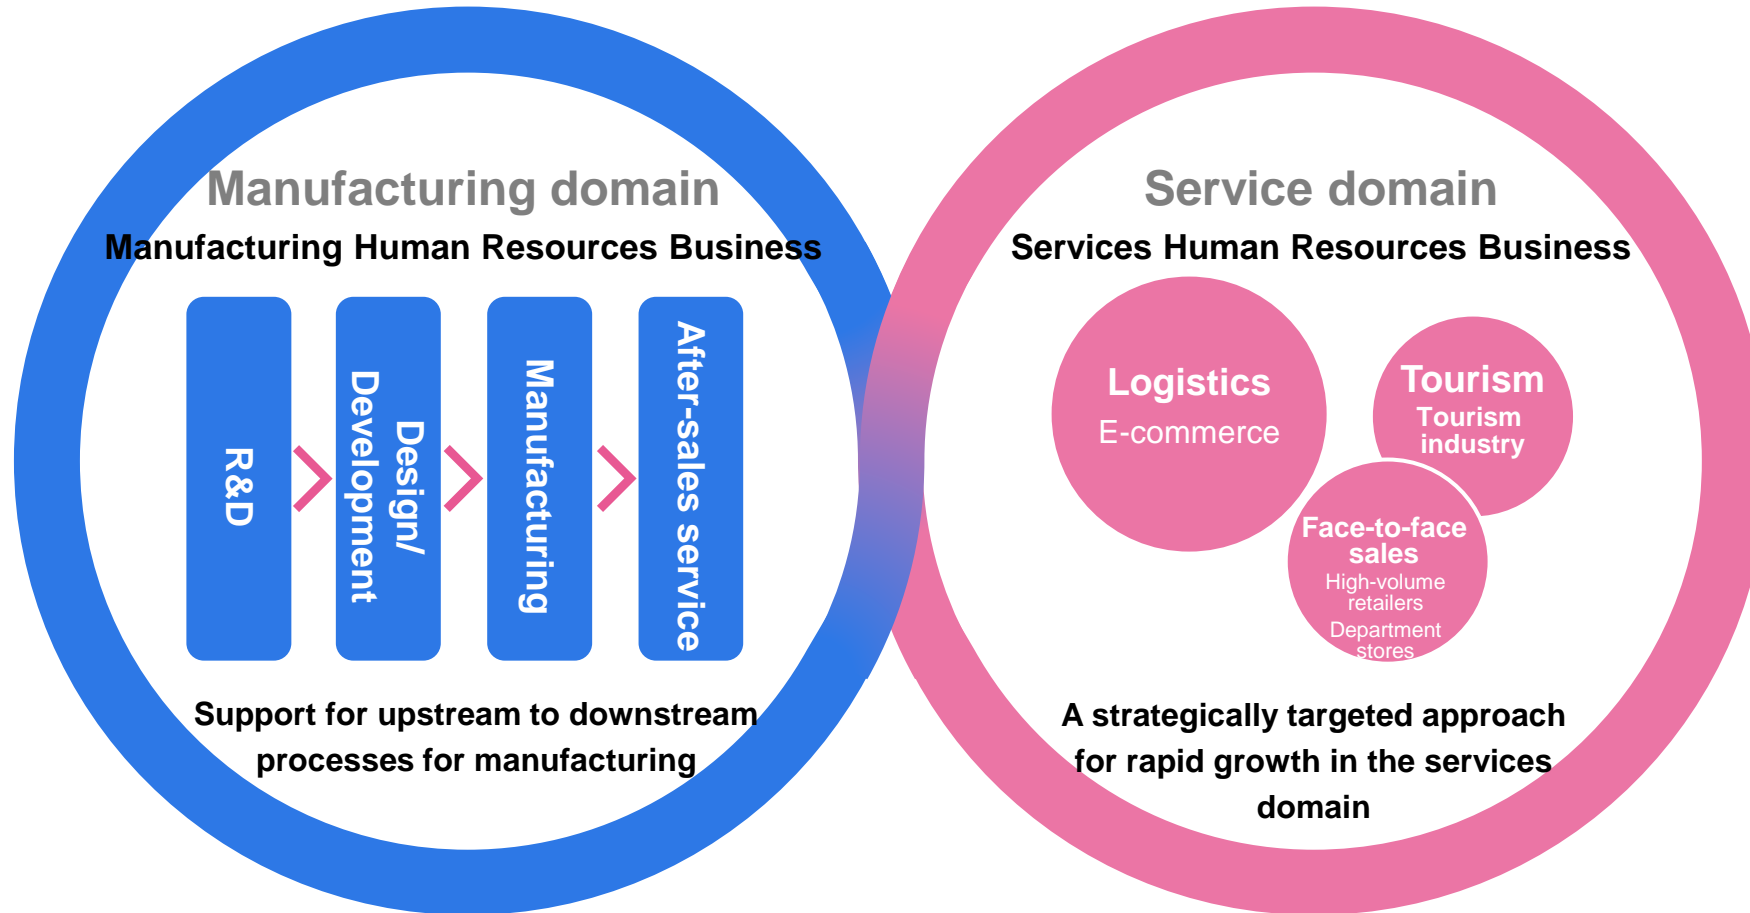 Manufacturing domain
Manufacturing Human Resources Business
R&D
Design/
Development
Manufacturing
After-sales service
Support for upstream to downstream
processes for manufacturing
Service domain
Services Human Resources Business
Logistics
E-commerce
Tourism
Tourism
industry
Face-to-face
sales
High-volume
retailers
Department
stores
A strategically targeted approach
for rapid growth in the services
domain